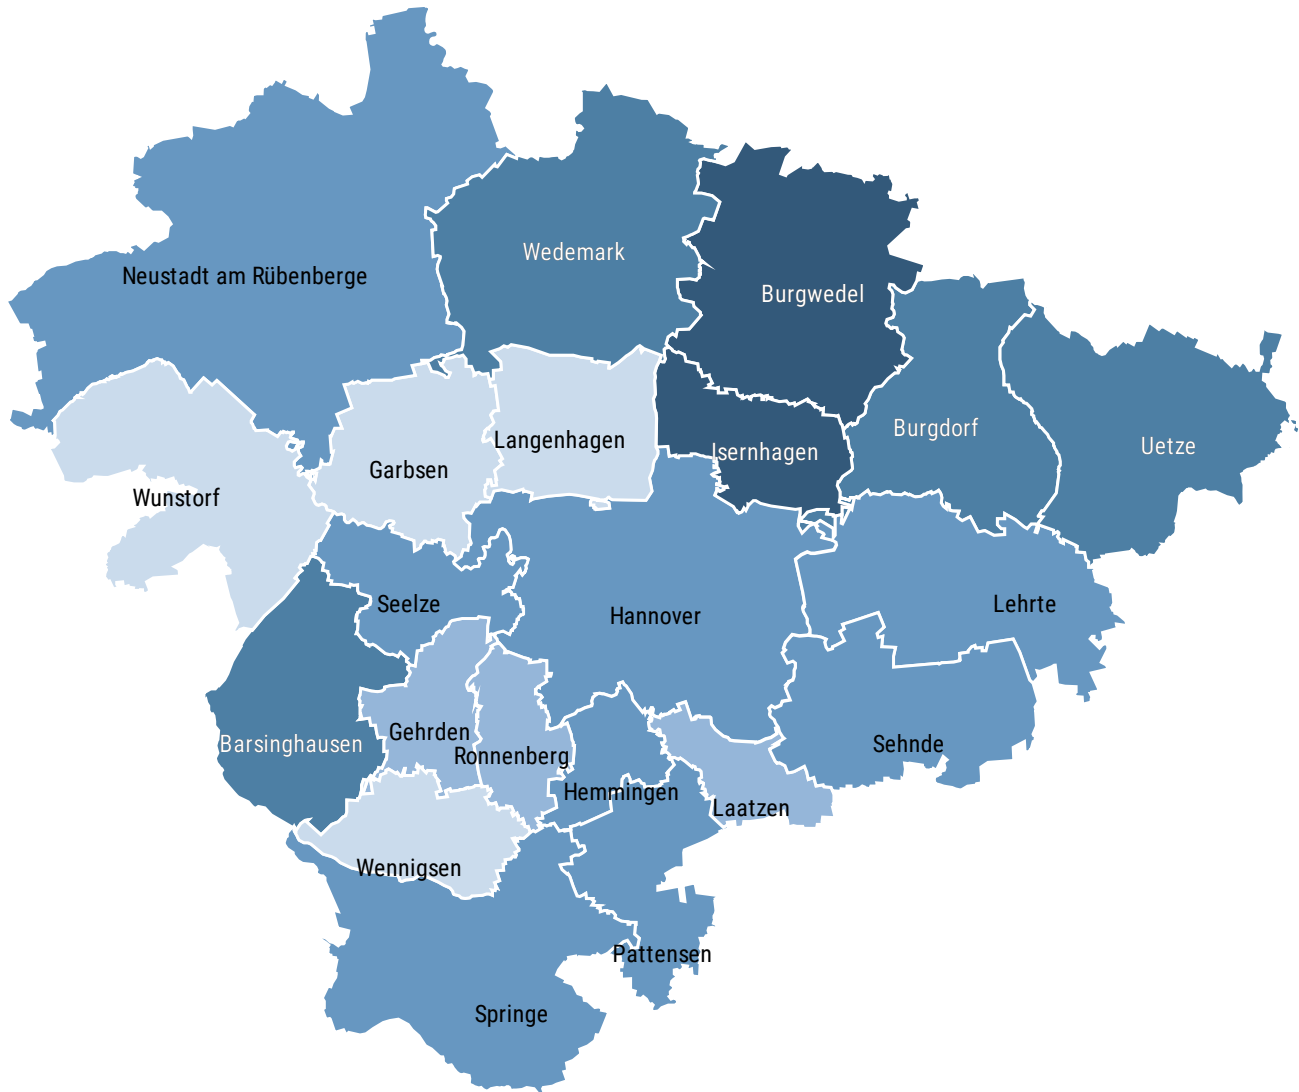 Wedemark
Neustadt am Rübenberge
Burgwedel
Burgdorf
Langenhagen
Uetze
Isernhagen
Garbsen
Wunstorf
Seelze
Lehrte
Hannover
Gehrden
Barsinghausen
Sehnde
Ronnenberg
Hemmingen
Laatzen
Wennigsen
Pattensen
Springe